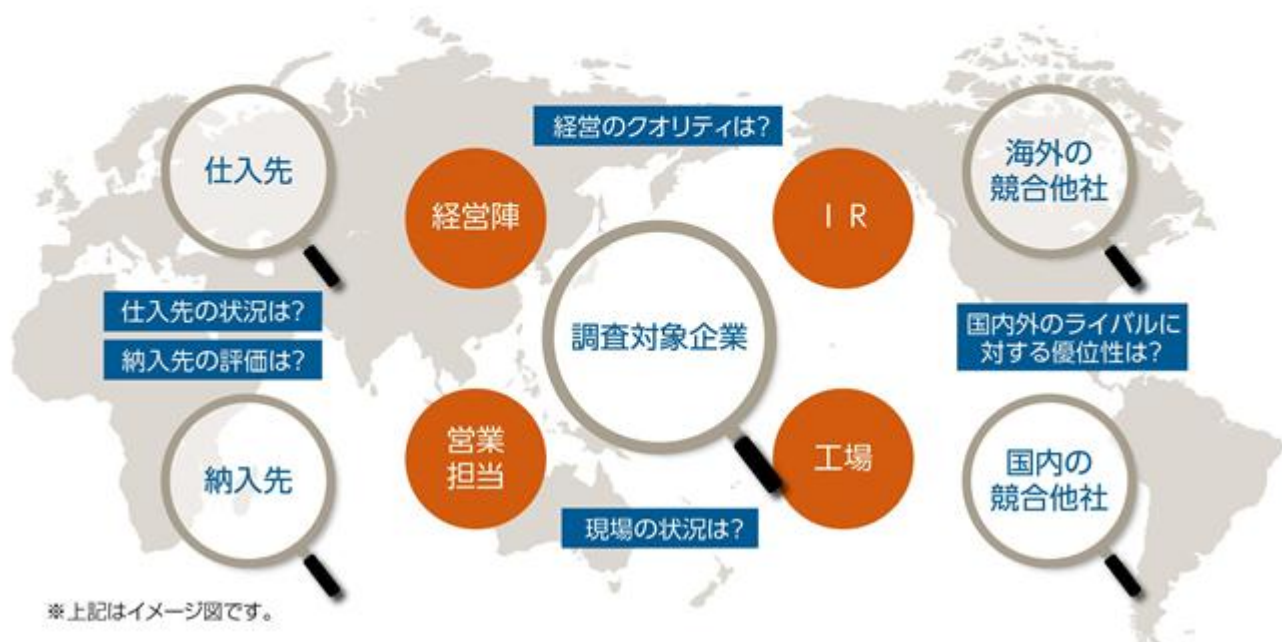 経営のクオリティは?
仕入先
経営陣
ＩＲ
海外の
競合他社
調査対象企業
仕入先の状況は?
納入先の評価は?
国内外のライバルに
対する優位性は?
営業
担当
工場
納入先
国内の
競合他社
現場の状況は?
※上記はイメージ図です。